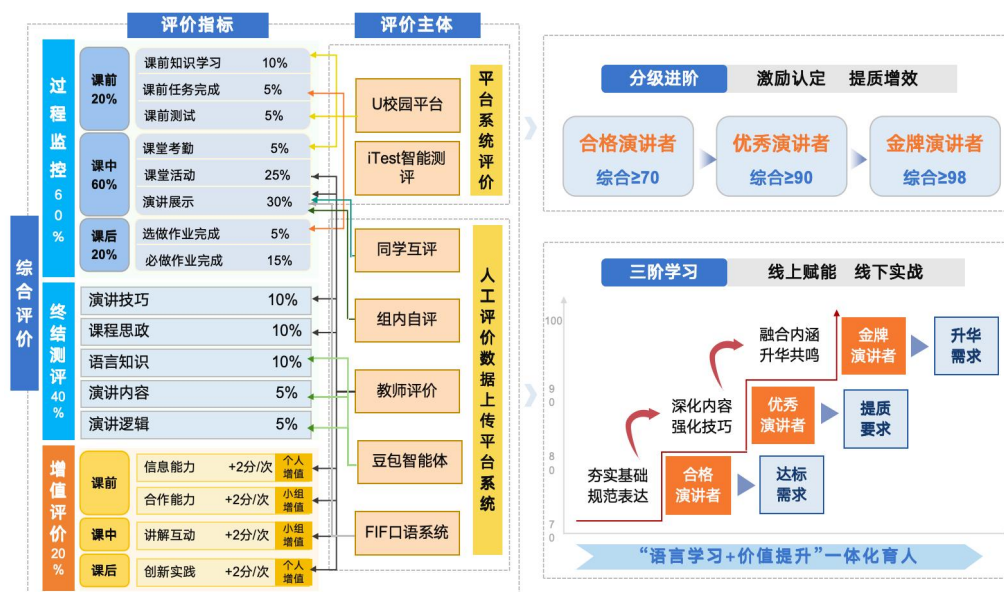 评价指标
评价主体
综合评价
过程监控60%
课前
20%
课前知识学习 10%
课前任务完成 5%
课前测试 5%
课中
60%
课堂考勤 5%
课堂活动 25%
演讲展示 30%
课后
20%
选做作业完成 5%
必做作业完成 15%
终结测评40%
演讲技巧 10%
课程思政 10%
语言知识 10%
演讲内容 5%
演讲逻辑 5%
增值评价20%
课前
信息能力 +2分/次 个人
增值
合作能力 +2分/次 小组
增值
课中
讲解互动 +2分/次 小组
增值
课后
创新实践 +2分/次 个人
增值
U校园平台
iTest智能测
评
平台系统评价
同学互评
组内自评
教师评价
豆包智能体
FIF口语系统
人工评价数据上传平台系统
分级进阶 激励认定 提质增效
合格演讲者
综合≥70
优秀演讲者
综合≥90
金牌演讲者
综合≥98
三阶学习 线上赋能 线下实战
100
90
80
70
融合内涵
升华共鸣
金牌
演讲者
升华
需求
深化内容
强化技巧
优秀
演讲者
提质
要求
夯实基础
规范表达
合格
演讲者
达标
需求
“语言学习+价值提升”一体化育人